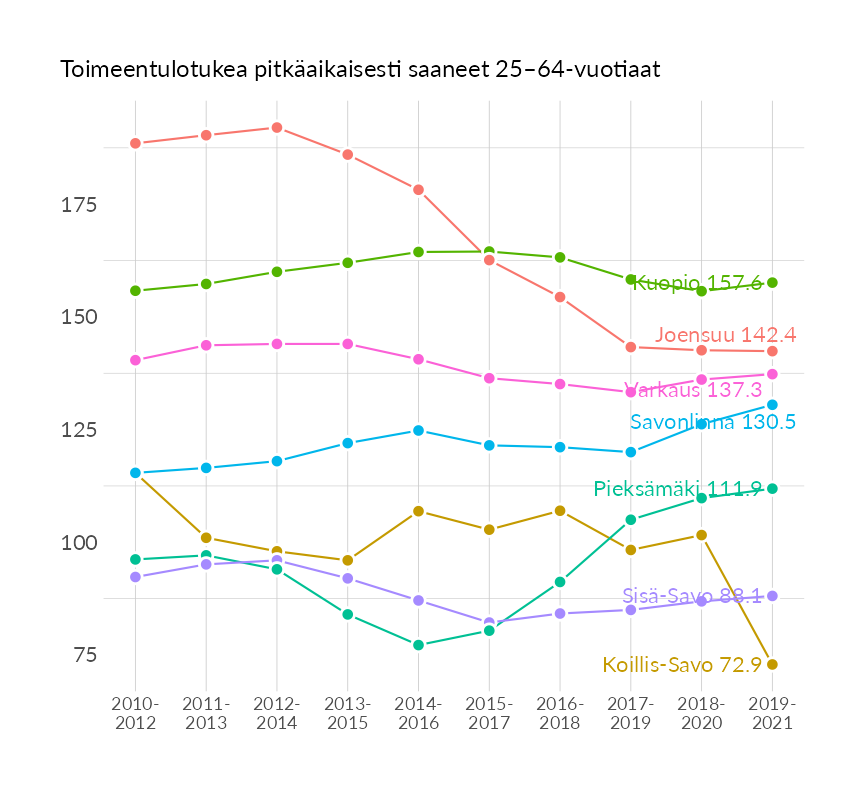 Toimeentulotukea pitkäaikaisesti saaneet 25–64-vuotiaat
175
150
125
100
75
Kuopio 157.6
Joensuu 142.4
Varkaus 137.3
Savonlinna 130.5
Pieksämäki 111.9
Sisä-Savo 88.1
Koillis-Savo 72.9
2010- 2011- 2012- 2013- 2014- 2015- 2016- 2017- 2018- 2019-
2012 2013 2014 2015 2016 2017 2018 2019 2020 2021